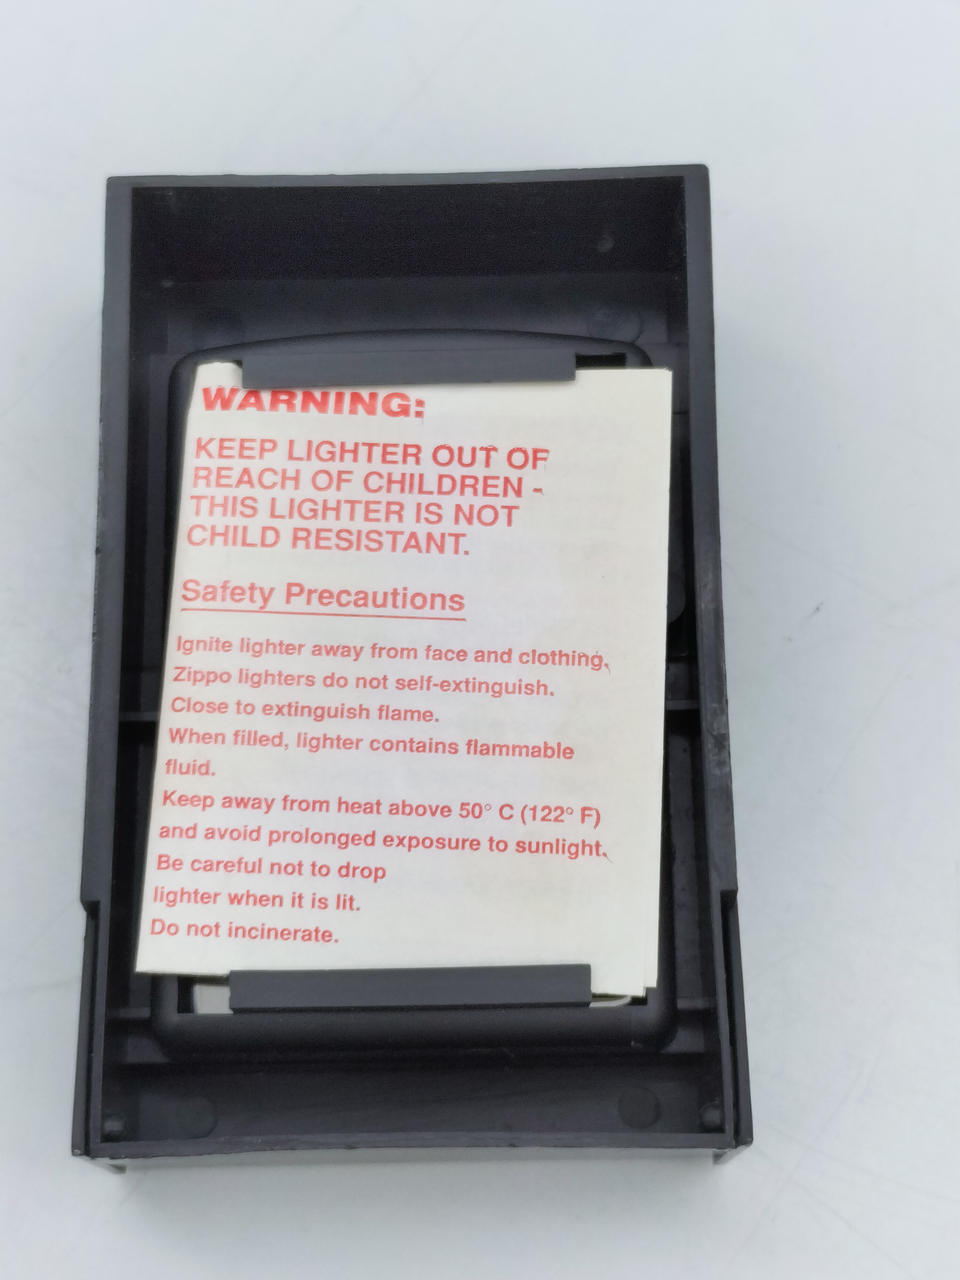 WARNING:
KEEP LIGHTER OUT OF
REACH OF CHILDREN -
THIS LIGHTER IS NOT
CHILD RESISTANT.
Safety Precautions
Ignite lighter away from face and clothing.
Zippo lighters do not self-extinguish.
Close to extinguish flame.
When filled, lighter contains flammable
fluid.
Keep away from heat above 50° C (122° F)
and avoid prolonged exposure to sunlight.
Be careful not to drop
lighter when it is lit.
Do not incinerate.